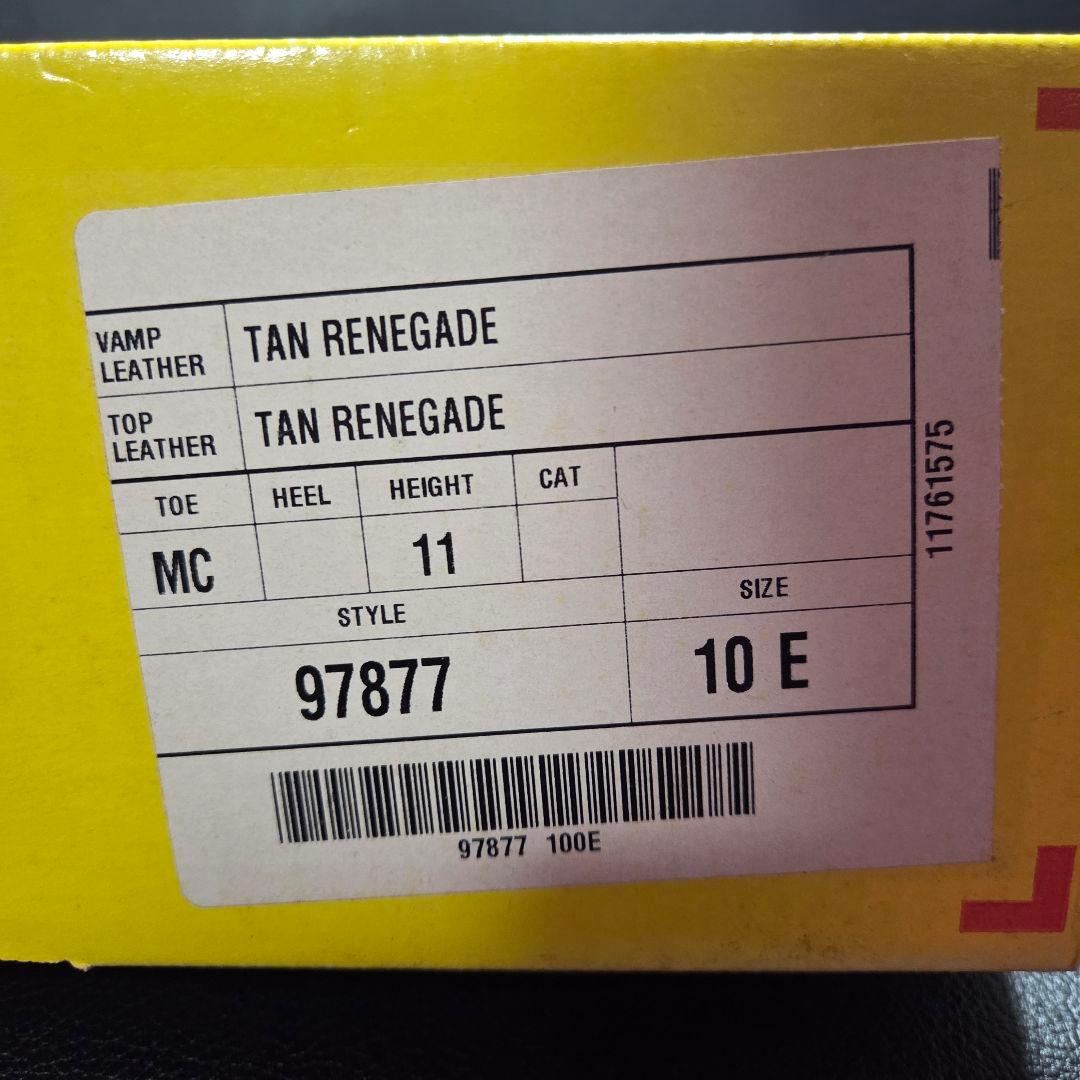 VAMP
LEATHER
TAN RENEGADE
TOP
LEATHER
TAN RENEGADE
TOE HEEL HEIGHT CAT
MC 11
STYLE SIZE
97877 10 E
97877 100E
11761575